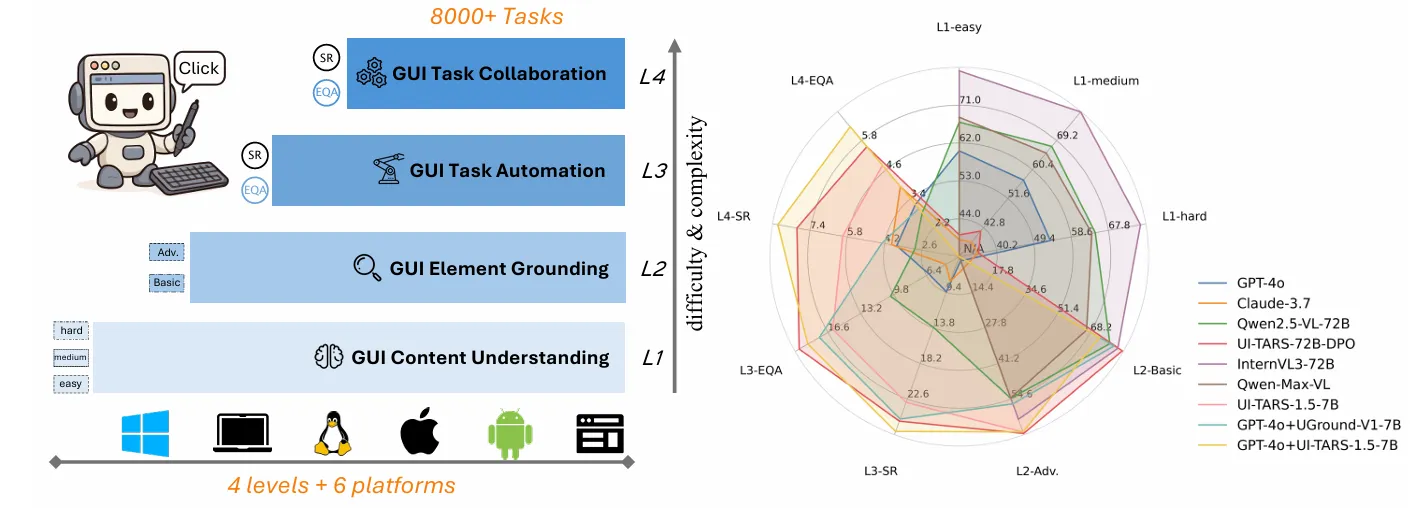 8000+ Tasks
Click
SR
EQA
GUI Task Collaboration
L4
SR
EQA
GUI Task Automation
L3
Adv.
Basic
GUI Element Grounding
L2
hard
medium
easy
GUI Content Understanding
L1
difficulty & complexity
4 levels + 6 platforms
L1-easy
L1-medium
L1-hard
L2-Basic
L2-Adv.
L3-SR
L3-EQA
L4-SR
L4-EQA
71.0
62.0
53.0
44.0
69.2
60.4
51.6
42.8
67.8
58.6
49.4
40.2
68.2
51.4
34.6
17.8
54.6
41.2
27.8
14.4
22.6
18.2
13.8
9.4
16.6
13.2
9.8
6.4
7.4
5.8
4.2
2.6
5.8
4.6
3.4
2.2
N/A
GPT-4o
Claude-3.7
Qwen2.5-VL-72B
UI-TARS-72B-DPO
InternVL3-72B
Qwen-Max-VL
UI-TARS-1.5-7B
GPT-4o+UGround-V1-7B
GPT-4o+UI-TARS-1.5-7B